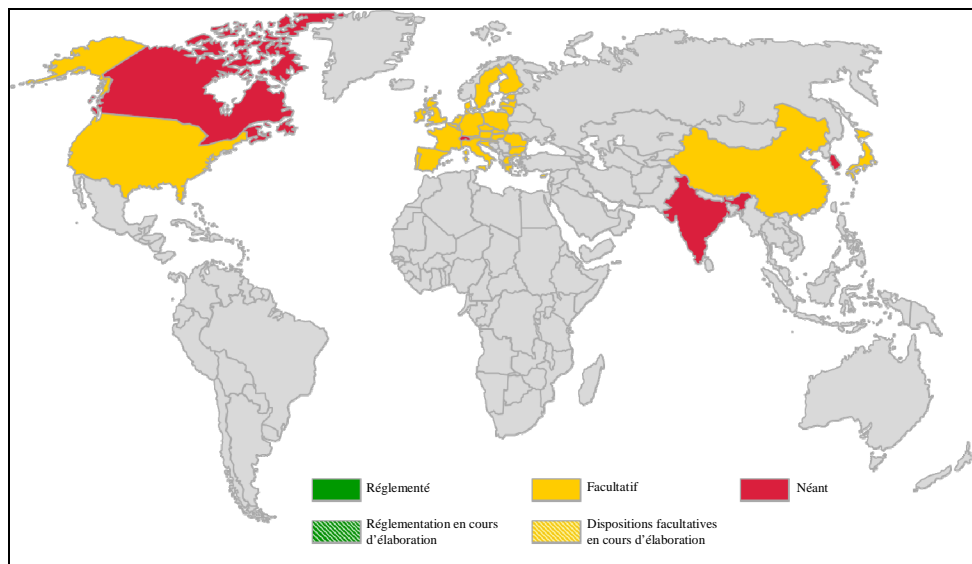 Réglementé
Facultatif
Néant
Réglementation en cours
d'élaboration
Dispositions facultatives
en cours d'élaboration